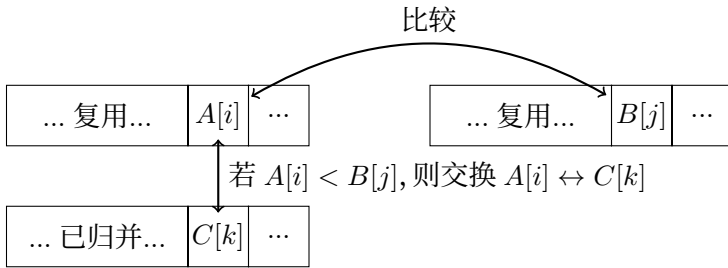 比较
... 复用... A[i] ... ... 复用... B[j] ...
若 A[i] < B[j], 则交换 A[i] ↔ C[k]
... 已归并... C[k] ...